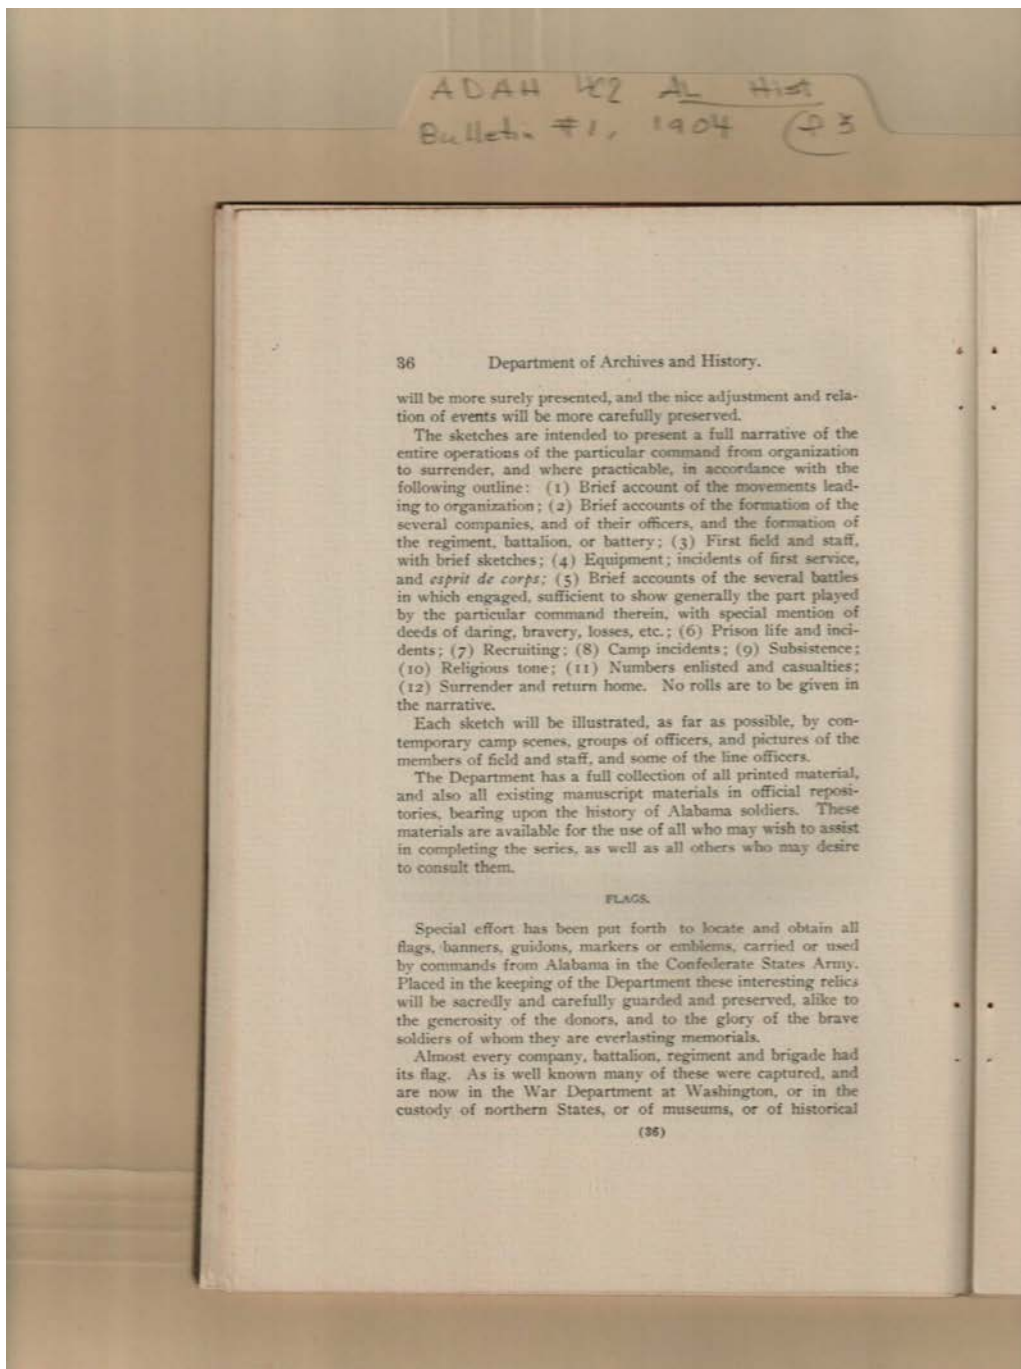 ADAH AL Hist
Bulletin #1, 1904
36 Department of Archives and History.
will be more surely presented, and the nice adjustment and rela-
tion of events will be more carefully preserved.
The sketches are intended to present a full narrative of the
entire operations of the particular command from organization
to surrender, and where practicable, in accordance with the
following outline: (1) Brief account of the movements lead-
ing to organization; (2) Brief accounts of the formation of the
several companies, and of their officers, and the formation of
the regiment, battalion, or battery; (3) First field and staff,
with brief sketches; (4) Equipment; incidents of first service,
and esprit de corps; (5) Brief accounts of the several battles
in which engaged, sufficient to show generally the part played
by the particular command therein, with special mention of
deeds of daring, bravery, losses, etc.; (6) Prison life and inci-
dents; (7) Recruiting; (8) Camp incidents; (9) Subsistence;
(10) Religious tone; (11) Numbers enlisted and casualties;
(12) Surrender and return home. No rolls are to be given in
the narrative.
Each sketch will be illustrated, as far as possible, by con-
temporary camp scenes, groups of officers, and pictures of the
members of field and staff, and some of the line officers.
The Department has a full collection of all printed material,
and also all existing manuscript materials in official reposi-
tories, bearing upon the history of Alabama soldiers. These
materials are available for the use of all who may wish to assist
in completing the series, as well as all others who may desire
to consult them.
FLAGS.
Special effort has been put forth to locate and obtain all
flags, banners, guidons, markers or emblems, carried or used
by commands from Alabama in the Confederate States Army.
Placed in the keeping of the Department these interesting relics
will be sacredly and carefully guarded and preserved, alike to
the generosity of the donors, and to the glory of the brave
soldiers of whom they are everlasting memorials.
Almost every company, battalion, regiment and brigade had
its flag. As is well known many of these were captured, and
are now in the War Department at Washington, or in the
custody of northern States, or of museums, or of historical
(36)